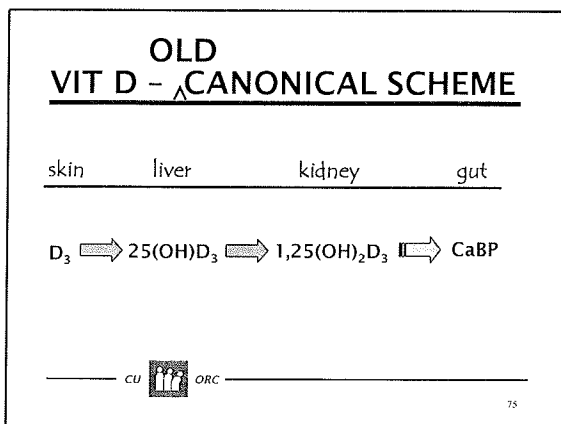 OLD
VIT D – ^CANONICAL SCHEME
skin liver kidney gut
D₃ 25(OH)D₃ 1,25(OH)₂D₃ CaBP
CU ORC
75